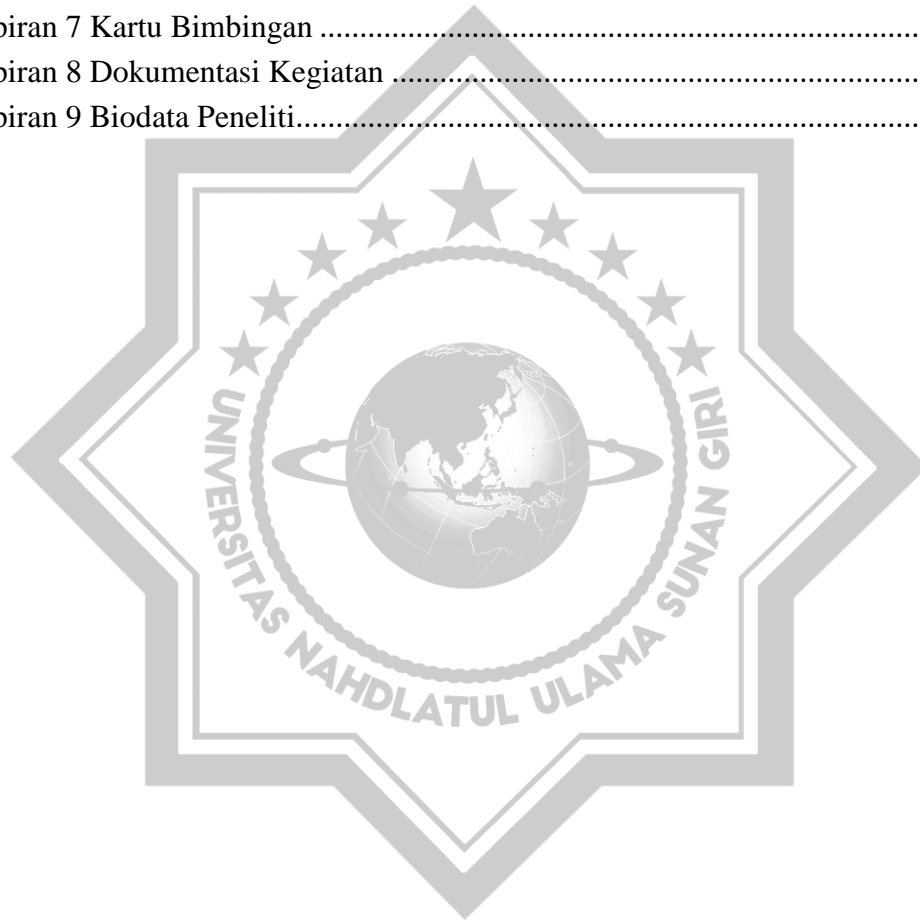 piran 7 Kartu Bimbingan ................................................................
piran 8 Dokumentasi Kegiatan ........................................................
piran 9 Biodata Peneliti..................................................................
UNIVERSITAS NAHDLATUL ULAMA SUNAN GIRI